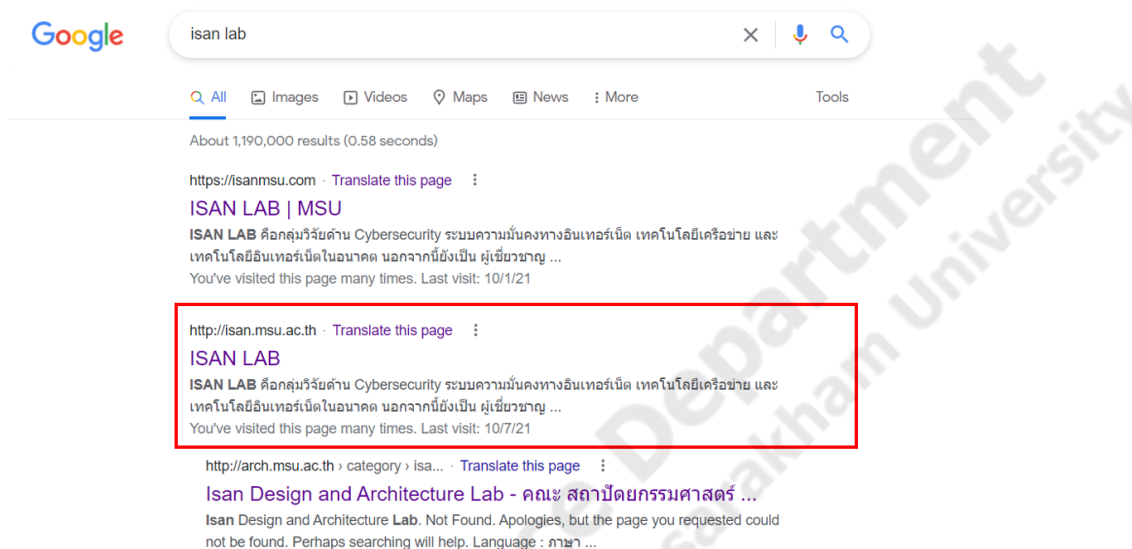 Google
isan lab
All Images Videos Maps News More Tools
About 1,190,000 results (0.58 seconds)
https://isanmsu.com · Translate this page
ISAN LAB | MSU
ISAN LAB คือกลุ่มวิจัยด้าน Cybersecurity ระบบความมั่นคงทางอินเทอร์เน็ต เทคโนโลยีเครือข่าย และ
เทคโนโลยีอินเทอร์เน็ตในอนาคต นอกจากนี้ยังเป็น ผู้เชี่ยวชาญ ...
You've visited this page many times. Last visit: 10/1/21
http://isan.msu.ac.th · Translate this page
ISAN LAB
ISAN LAB คือกลุ่มวิจัยด้าน Cybersecurity ระบบความมั่นคงทางอินเทอร์เน็ต เทคโนโลยีเครือข่าย และ
เทคโนโลยีอินเทอร์เน็ตในอนาคต นอกจากนี้ยังเป็น ผู้เชี่ยวชาญ ...
You've visited this page many times. Last visit: 10/7/21
http://arch.msu.ac.th › category › isa... · Translate this page
Isan Design and Architecture Lab - คณะ สถาปัตยกรรมศาสตร์ ...
Isan Design and Architecture Lab. Not Found. Apologies, but the page you requested could
not be found. Perhaps searching will help. Language : ภาษา ...
Department
University